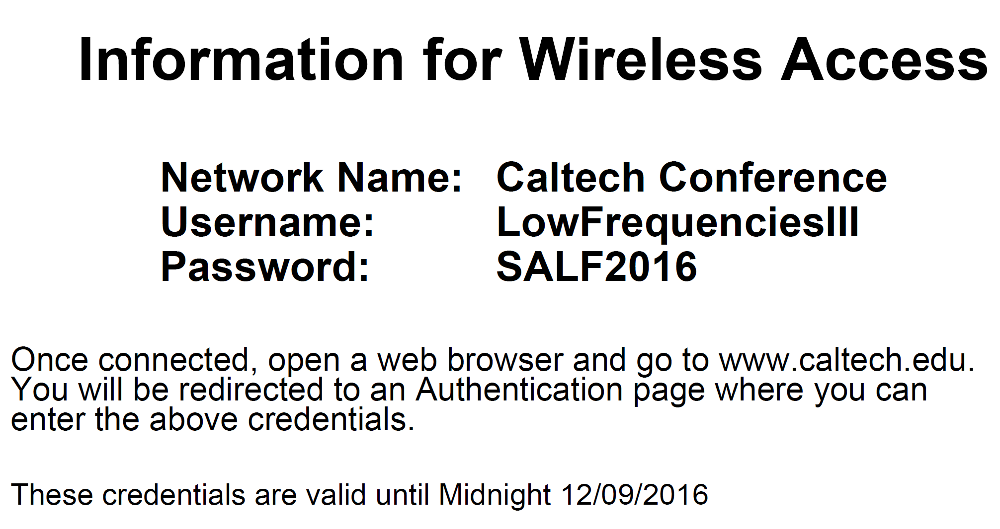 Information for Wireless Access
Network Name: Caltech Conference
Username: LowFrequenciesIII
Password: SALF2016
Once connected, open a web browser and go to www.caltech.edu.
You will be redirected to an Authentication page where you can
enter the above credentials.
These credentials are valid until Midnight 12/09/2016